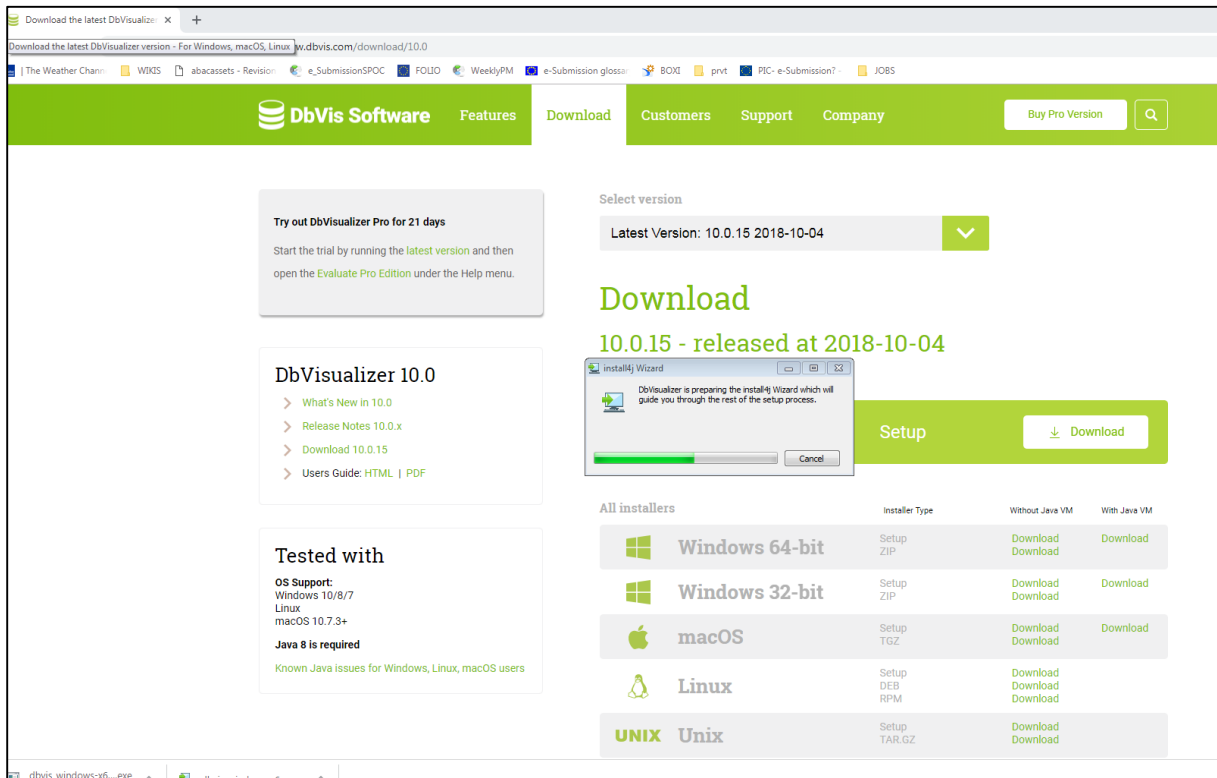 Download the latest DbVisualize
Download the latest DbVisualizer version - For Windows, macOS, Linux w.dbvis.com/download/10.0
| The Weather Chann WIKIS abacassets - Revision e_SubmissionSPOC FOLIO WeeklyPM e-Submission glossar BOXI prvt PIC- e-Submission? - JOBS
DbVis Software Features Download Customers Support Company Buy Pro Version
Select version
Latest Version: 10.0.15 2018-10-04
Try out DbVisualizer Pro for 21 days
Start the trial by running the latest version and then
open the Evaluate Pro Edition under the Help menu.
Download
10.0.15 - released at 2018-10-04
install4j Wizard
DbVisualizer is preparing the install4j Wizard which will
guide you through the rest of the setup process.
Cancel
Setup Download
DbVisualizer 10.0
What's New in 10.0
Release Notes 10.0.x
Download 10.0.15
Users Guide: HTML | PDF
Tested with
OS Support:
Windows 10/8/7
Linux
macOS 10.7.3+
Java 8 is required
Known Java issues for Windows, Linux, macOS users
All installers Installer Type Without Java VM With Java VM
Windows 64-bit
Setup Download Download
ZIP Download
Windows 32-bit
Setup Download Download
ZIP Download
macOS
Setup Download Download
TGZ Download
Linux
Setup Download
DEB Download
RPM Download
UNIX Unix
Setup Download
TAR.GZ Download
dbvis_windows-x6....exe